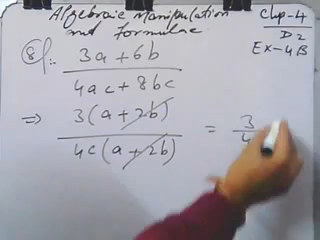 Algebraic Manipulation
and formulae
Chp-4
D2
Ex-4B
8f. 3a+6b
4ac+8bc
⇒ 3(a+2b)
4c(a+2b)
= 3
4